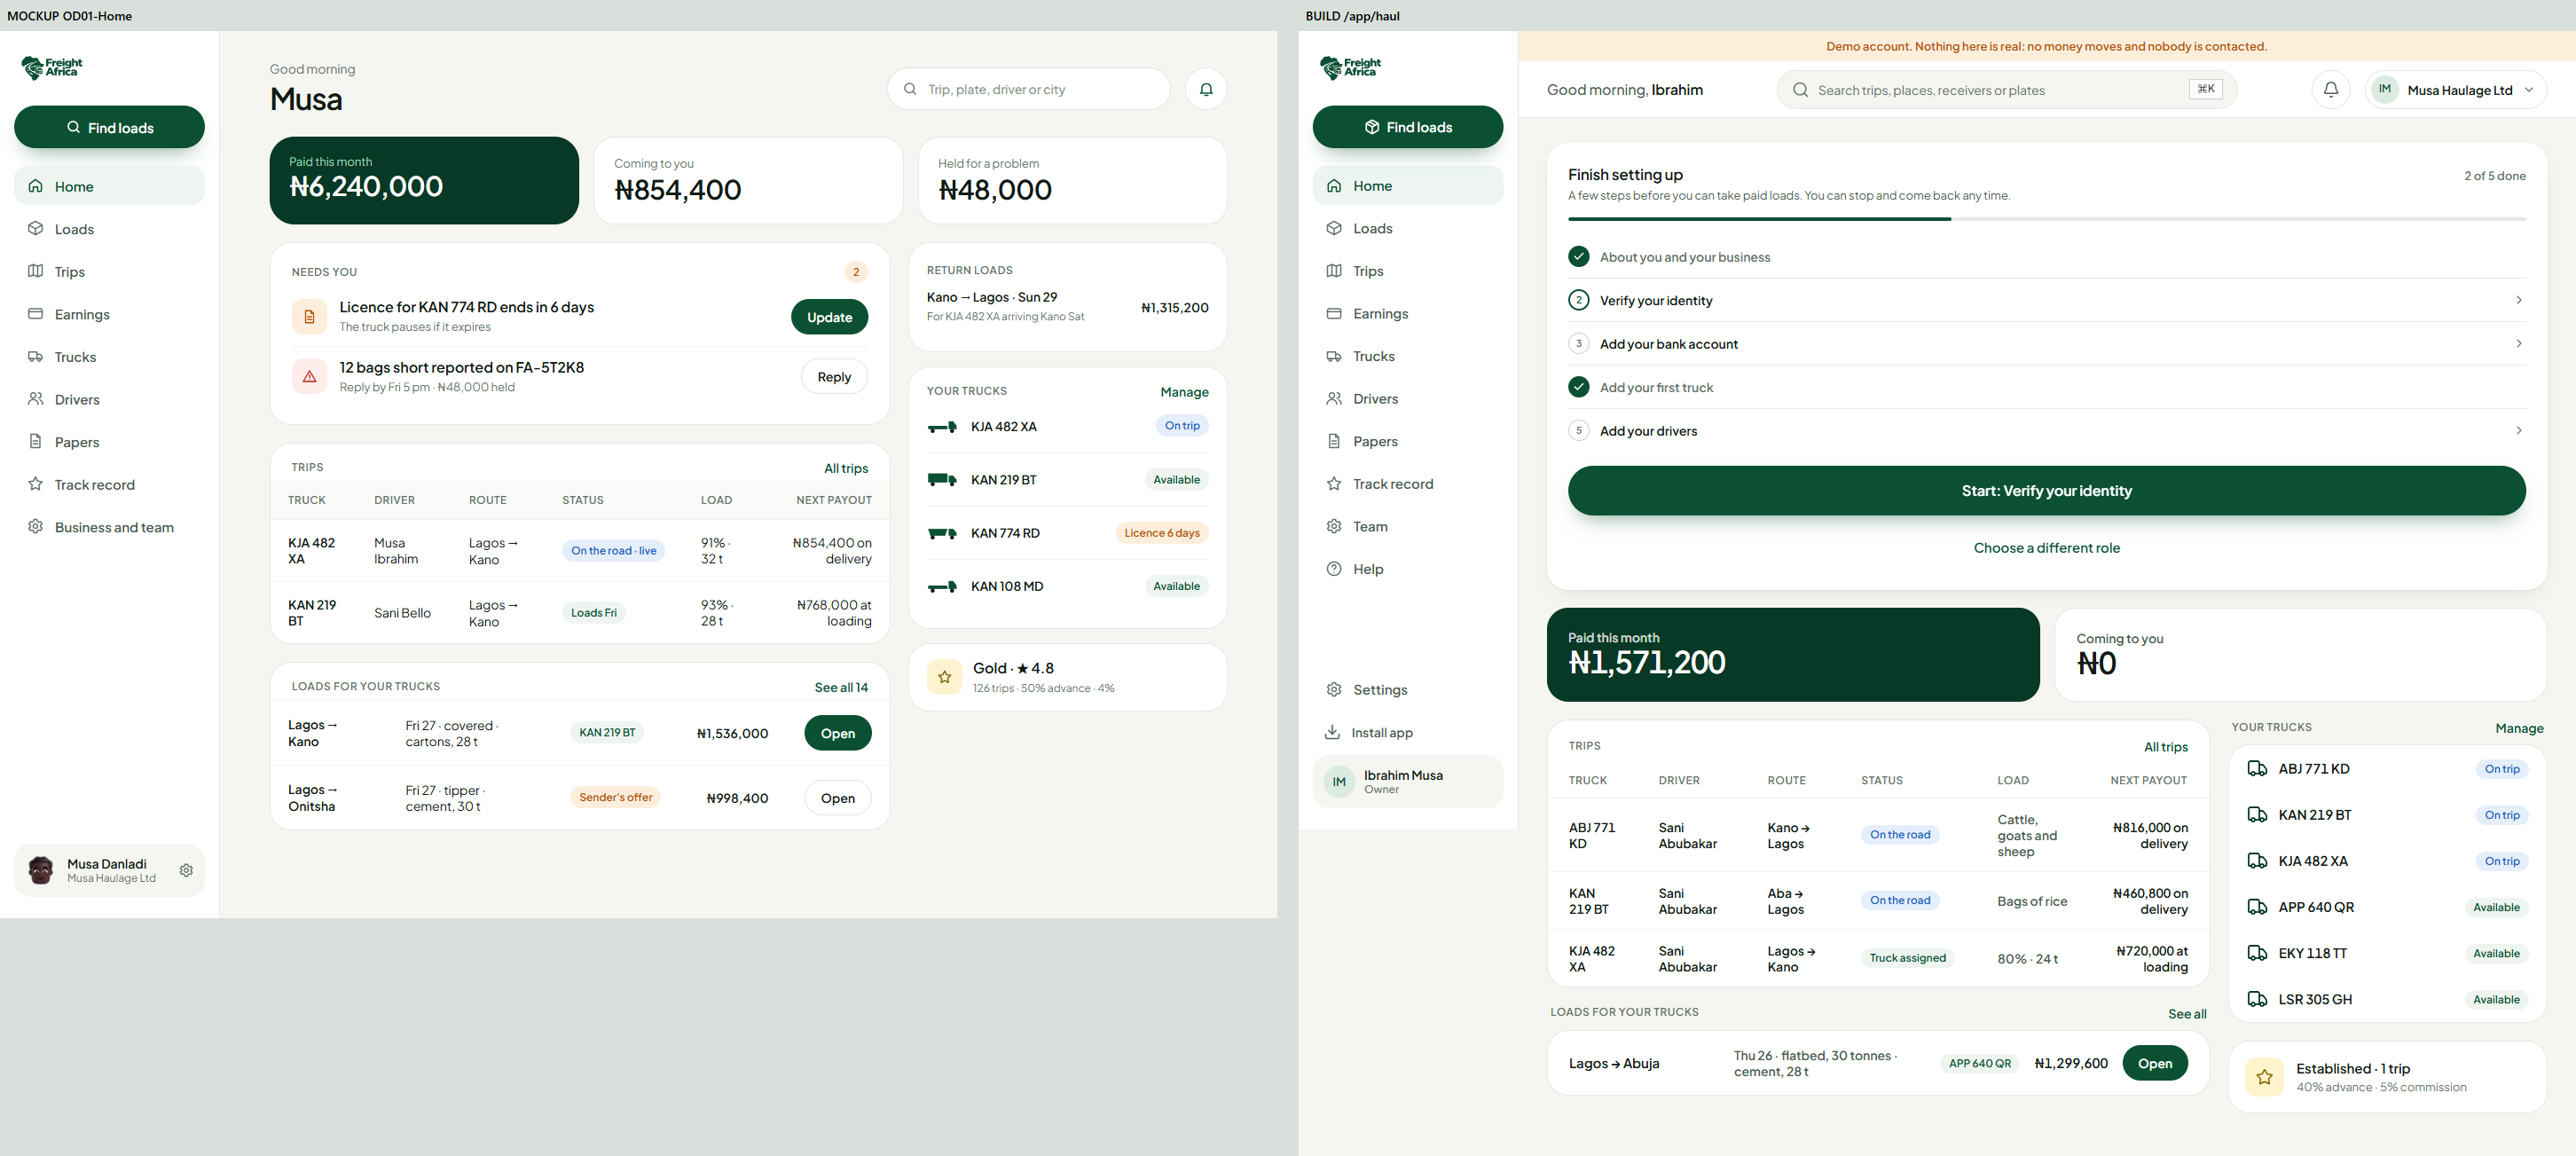 MOCKUP OD01-Home
Freight Africa
Find loads
Home
Loads
Trips
Earnings
Trucks
Drivers
Papers
Track record
Business and team
Musa Danladi
Musa Haulage Ltd
Good morning
Musa
Trip, plate, driver or city
Paid this month
₦6,240,000
Coming to you
₦854,400
Held for a problem
₦48,000
NEEDS YOU
2
Licence for KAN 774 RD ends in 6 days
The truck pauses if it expires
Update
12 bags short reported on FA-5T2K8
Reply by Fri 5 pm · ₦48,000 held
Reply
TRIPS
All trips
TRUCK DRIVER ROUTE STATUS LOAD NEXT PAYOUT
KJA 482 XA Musa Ibrahim Lagos → Kano On the road · live 91% · 32 t ₦854,400 on delivery
KAN 219 BT Sani Bello Lagos → Kano Loads Fri 93% · 28 t ₦768,000 at loading
LOADS FOR YOUR TRUCKS
See all 14
Lagos → Kano Fri 27 · covered · cartons, 28 t KAN 219 BT ₦1,536,000 Open
Lagos → Onitsha Fri 27 · tipper · cement, 30 t Sender's offer ₦998,400 Open
RETURN LOADS
Kano → Lagos · Sun 29
For KJA 482 XA arriving Kano Sat
₦1,315,200
YOUR TRUCKS
Manage
KJA 482 XA On trip
KAN 219 BT Available
KAN 774 RD Licence 6 days
KAN 108 MD Available
Gold · ★ 4.8
126 trips · 50% advance · 4%
BUILD /app/haul
Freight Africa
Find loads
Home
Loads
Trips
Earnings
Trucks
Drivers
Papers
Track record
Team
Help
Settings
Install app
IM
Ibrahim Musa
Owner
Demo account. Nothing here is real: no money moves and nobody is contacted.
Good morning, Ibrahim
Search trips, places, receivers or plates
⌘K
IM
Musa Haulage Ltd
Finish setting up
2 of 5 done
A few steps before you can take paid loads. You can stop and come back any time.
About you and your business
2 Verify your identity
3 Add your bank account
Add your first truck
5 Add your drivers
Start: Verify your identity
Choose a different role
Paid this month
₦1,571,200
Coming to you
₦0
TRIPS
All trips
TRUCK DRIVER ROUTE STATUS LOAD NEXT PAYOUT
ABJ 771 KD Sani Abubakar Kano → Lagos On the road Cattle, goats and sheep ₦816,000 on delivery
KAN 219 BT Sani Abubakar Aba → Lagos On the road Bags of rice ₦460,800 on delivery
KJA 482 XA Sani Abubakar Lagos → Kano Truck assigned 80% · 24 t ₦720,000 at loading
LOADS FOR YOUR TRUCKS
See all
Lagos → Abuja Thu 26 · flatbed, 30 tonnes · cement, 28 t APP 640 QR ₦1,299,600 Open
YOUR TRUCKS
Manage
ABJ 771 KD On trip
KAN 219 BT On trip
KJA 482 XA On trip
APP 640 QR Available
EKY 118 TT Available
LSR 305 GH Available
Established · 1 trip
40% advance · 5% commission